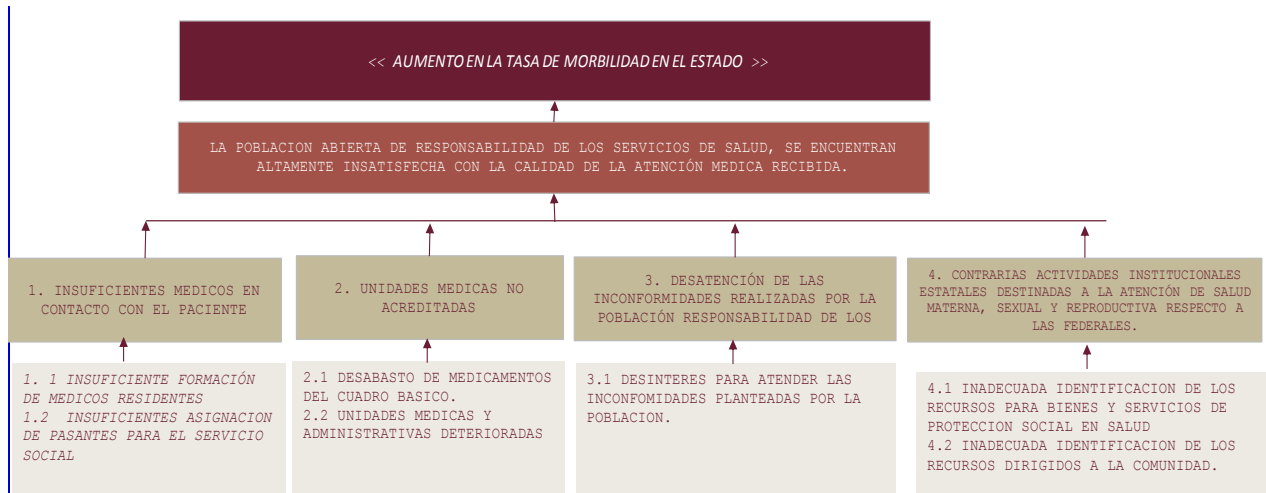 << AUMENTO EN LA TASA DE MORBILIDAD EN EL ESTADO >>
LA POBLACION ABIERTA DE RESPONSABILIDAD DE LOS SERVICIOS DE SALUD, SE ENCUENTRAN
ALTAMENTE INSATISFECHA CON LA CALIDAD DE LA ATENCIÓN MEDICA RECIBIDA.
1. INSUFICIENTES MEDICOS EN
CONTACTO CON EL PACIENTE
2. UNIDADES MEDICAS NO
ACREDITADAS
3. DESATENCIÓN DE LAS
INCONFORMIDADES REALIZADAS POR LA
POBLACIÓN RESPONSABILIDAD DE LOS
4. CONTRARIAS ACTIVIDADES INSTITUCIONALES
ESTATALES DESTINADAS A LA ATENCIÓN DE SALUD
MATERNA, SEXUAL Y REPRODUCTIVA RESPECTO A
LAS FEDERALES.
1. 1 INSUFICIENTE FORMACIÓN
DE MEDICOS RESIDENTES
1.2 INSUFICIENTES ASIGNACION
DE PASANTES PARA EL SERVICIO
SOCIAL
2.1 DESABASTO DE MEDICAMENTOS
DEL CUADRO BASICO.
2.2 UNIDADES MEDICAS Y
ADMINISTRATIVAS DETERIORADAS
3.1 DESINTERES PARA ATENDER LAS
INCONFOMIDADES PLANTEADAS POR LA
POBLACION.
4.1 INADECUADA IDENTIFICACION DE LOS
RECURSOS PARA BIENES Y SERVICIOS DE
PROTECCION SOCIAL EN SALUD
4.2 INADECUADA IDENTIFICACION DE LOS
RECURSOS DIRIGIDOS A LA COMUNIDAD.